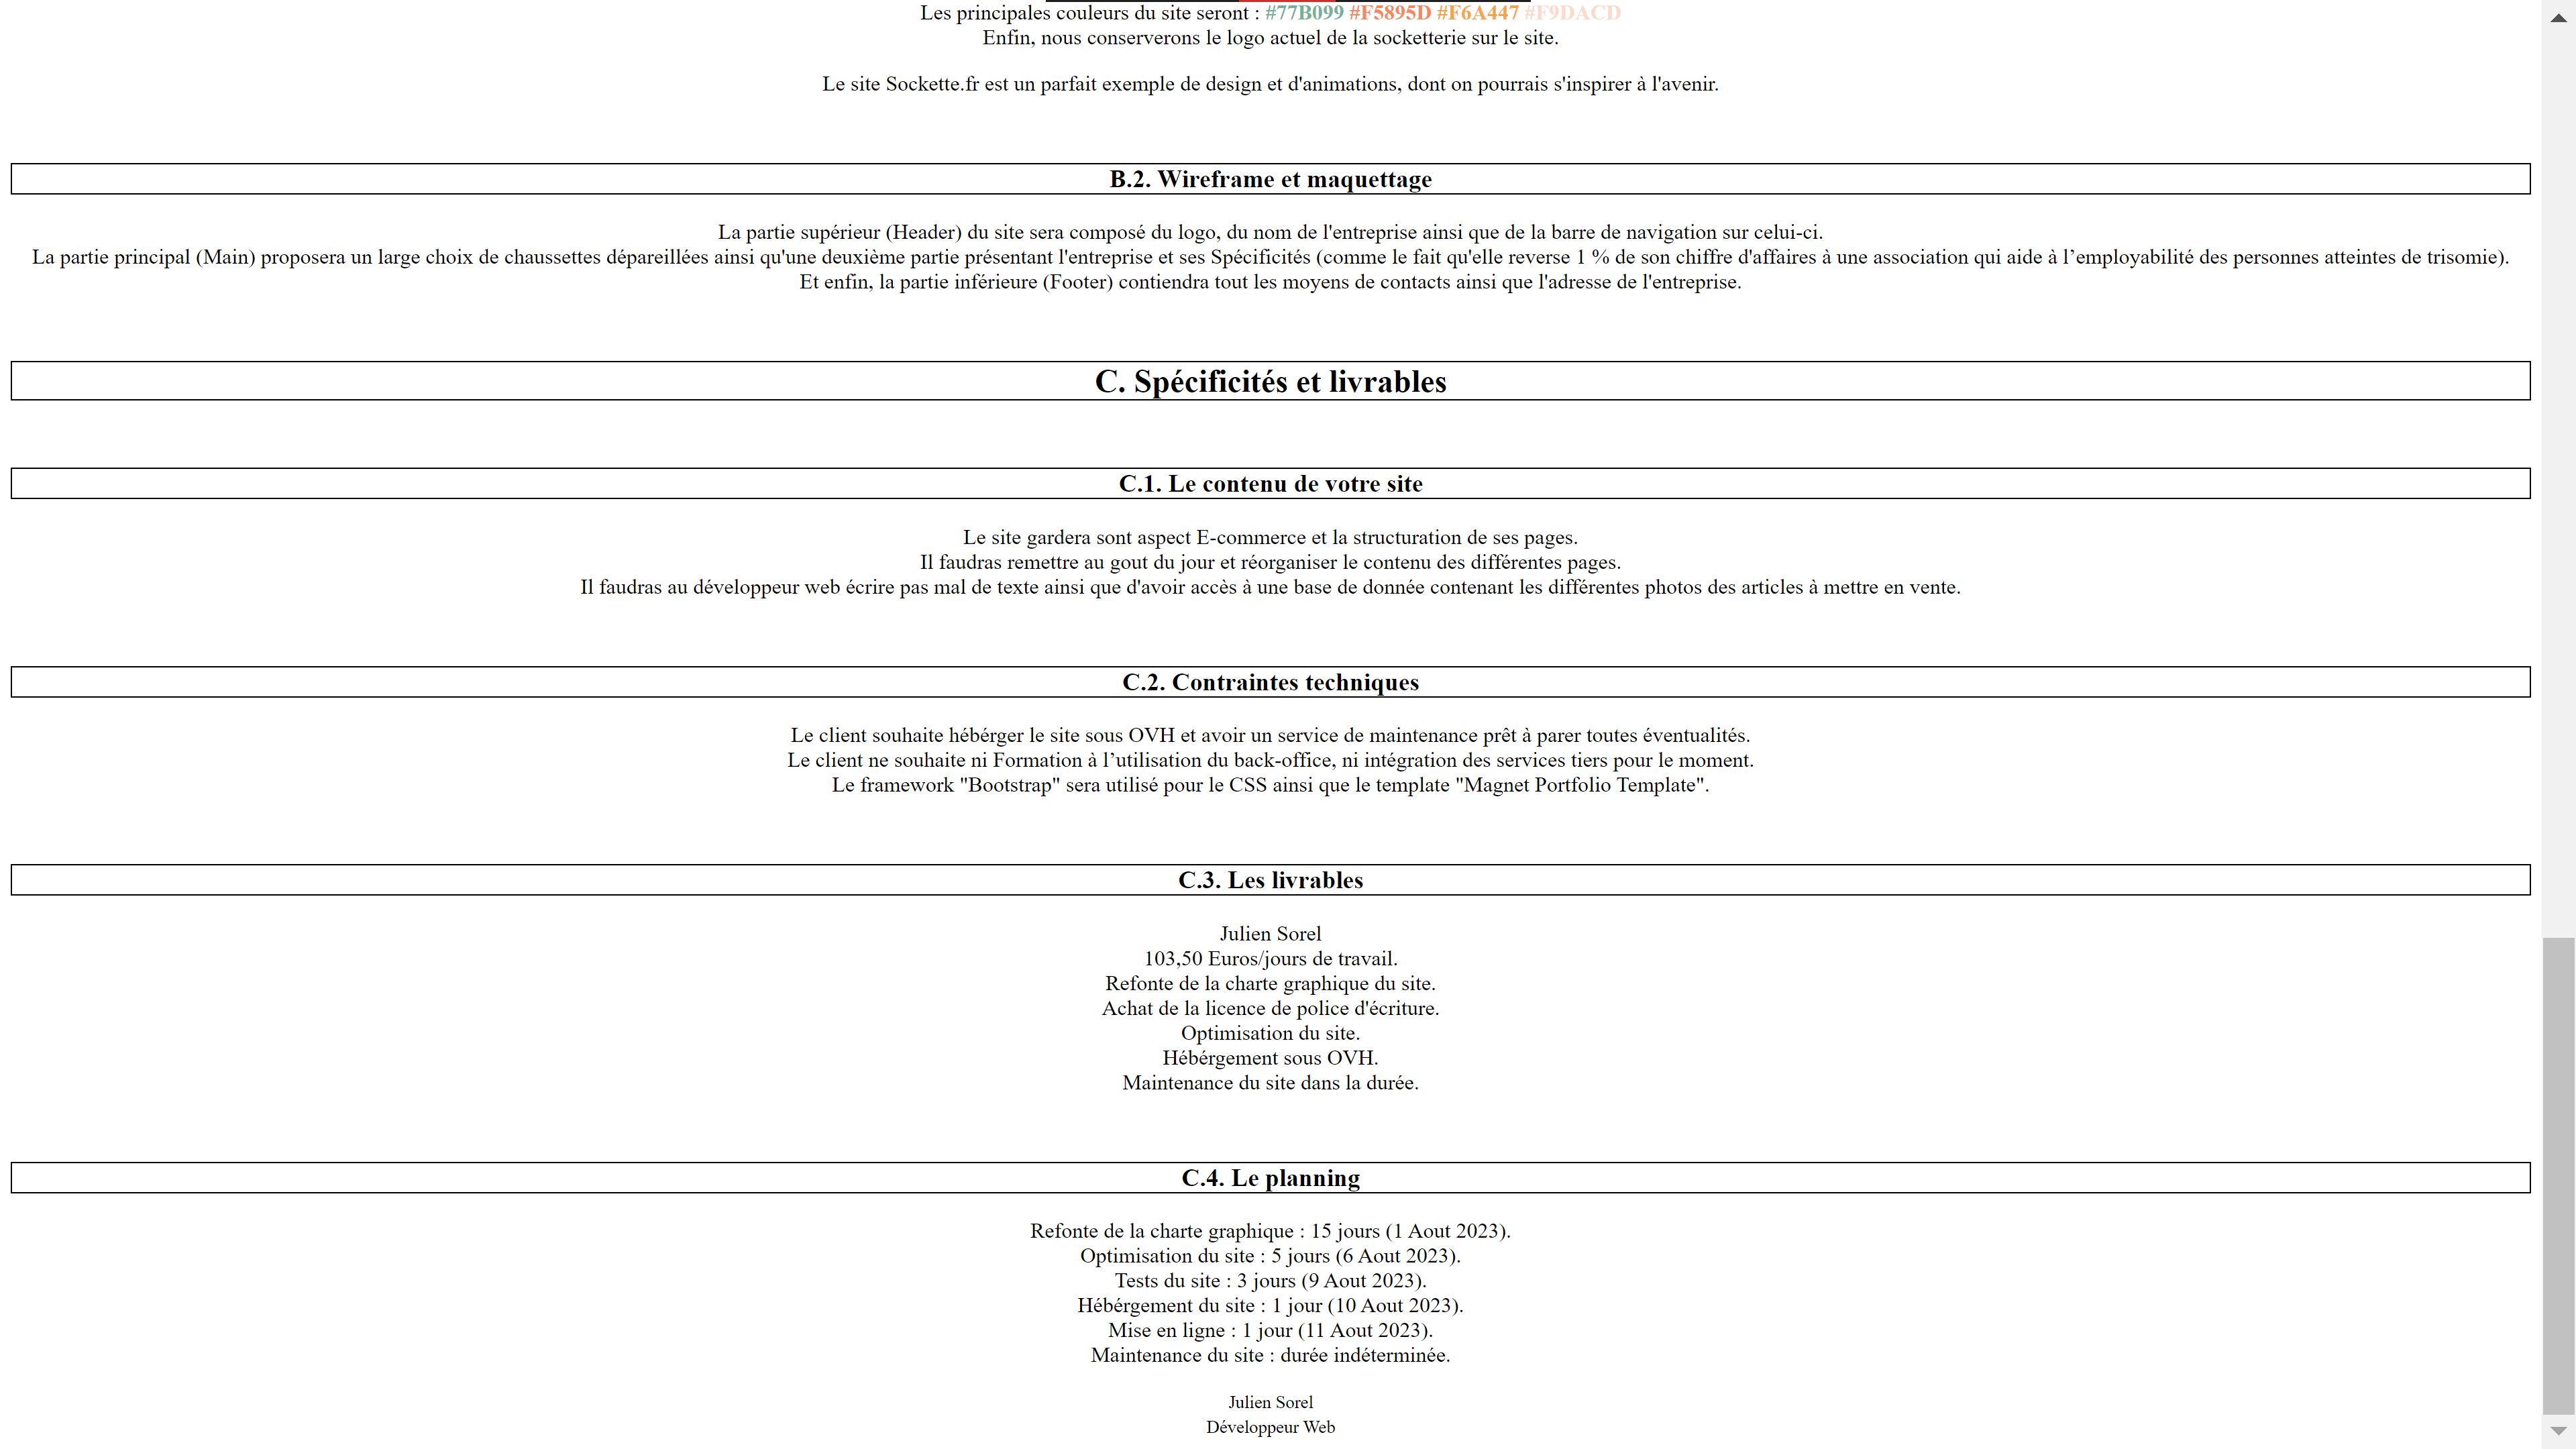 Les principales couleurs du site seront : #77B099 #F5895D #F6A447 #F9DACD
Enfin, nous conserverons le logo actuel de la socketterie sur le site.
Le site Sockette.fr est un parfait exemple de design et d'animations, dont on pourrais s'inspirer à l'avenir.
B.2. Wireframe et maquettage
La partie supérieur (Header) du site sera composé du logo, du nom de l'entreprise ainsi que de la barre de navigation sur celui-ci.
La partie principal (Main) proposera un large choix de chaussettes dépareillées ainsi qu'une deuxième partie présentant l'entreprise et ses Spécificités (comme le fait qu'elle reverse 1 % de son chiffre d'affaires à une association qui aide à l’employabilité des personnes atteintes de trisomie).
Et enfin, la partie inférieure (Footer) contiendra tout les moyens de contacts ainsi que l'adresse de l'entreprise.
C. Spécificités et livrables
C.1. Le contenu de votre site
Le site gardera sont aspect E-commerce et la structuration de ses pages.
Il faudras remettre au gout du jour et réorganiser le contenu des différentes pages.
Il faudras au développeur web écrire pas mal de texte ainsi que d'avoir accès à une base de donnée contenant les différentes photos des articles à mettre en vente.
C.2. Contraintes techniques
Le client souhaite hébérger le site sous OVH et avoir un service de maintenance prêt à parer toutes éventualités.
Le client ne souhaite ni Formation à l’utilisation du back-office, ni intégration des services tiers pour le moment.
Le framework "Bootstrap" sera utilisé pour le CSS ainsi que le template "Magnet Portfolio Template".
C.3. Les livrables
Julien Sorel
103,50 Euros/jours de travail.
Refonte de la charte graphique du site.
Achat de la licence de police d'écriture.
Optimisation du site.
Hébérgement sous OVH.
Maintenance du site dans la durée.
C.4. Le planning
Refonte de la charte graphique : 15 jours (1 Aout 2023).
Optimisation du site : 5 jours (6 Aout 2023).
Tests du site : 3 jours (9 Aout 2023).
Hébérgement du site : 1 jour (10 Aout 2023).
Mise en ligne : 1 jour (11 Aout 2023).
Maintenance du site : durée indéterminée.
Julien Sorel
Développeur Web